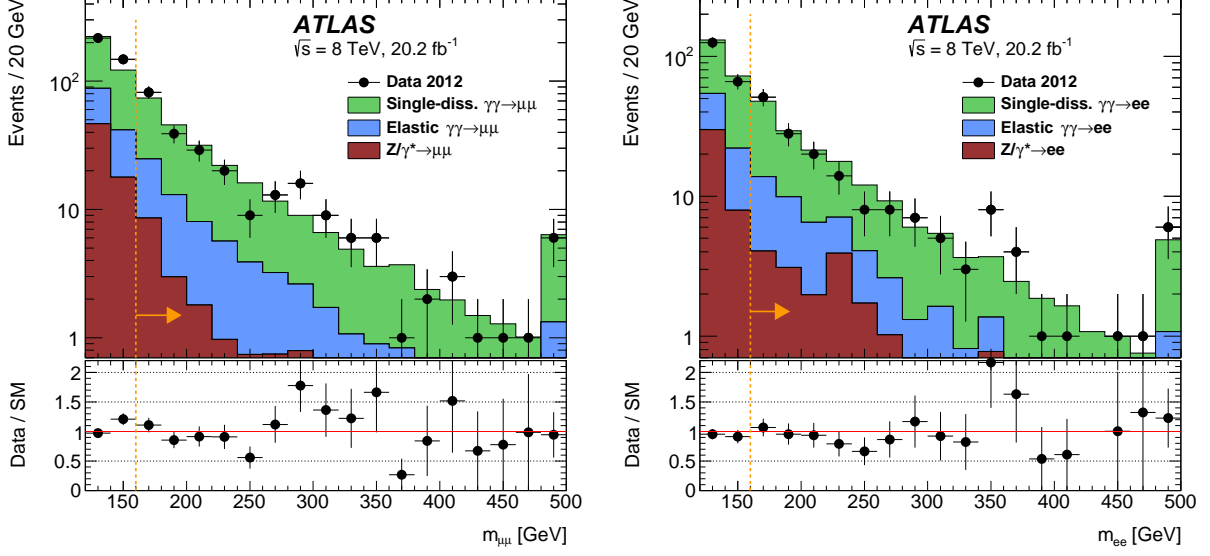 ATLAS
√s = 8 TeV, 20.2 fb⁻¹
Data 2012
Single-diss. γγ→μμ
Elastic γγ→μμ
Z/γ*→μμ
Events / 20 GeV
10²
10
1
Data / SM
2
1.5
1
0.5
0
150 200 250 300 350 400 450 500
m_μμ [GeV]
ATLAS
√s = 8 TeV, 20.2 fb⁻¹
Data 2012
Single-diss. γγ→ee
Elastic γγ→ee
Z/γ*→ee
Events / 20 GeV
10²
10
1
Data / SM
2
1.5
1
0.5
0
150 200 250 300 350 400 450 500
m_ee [GeV]